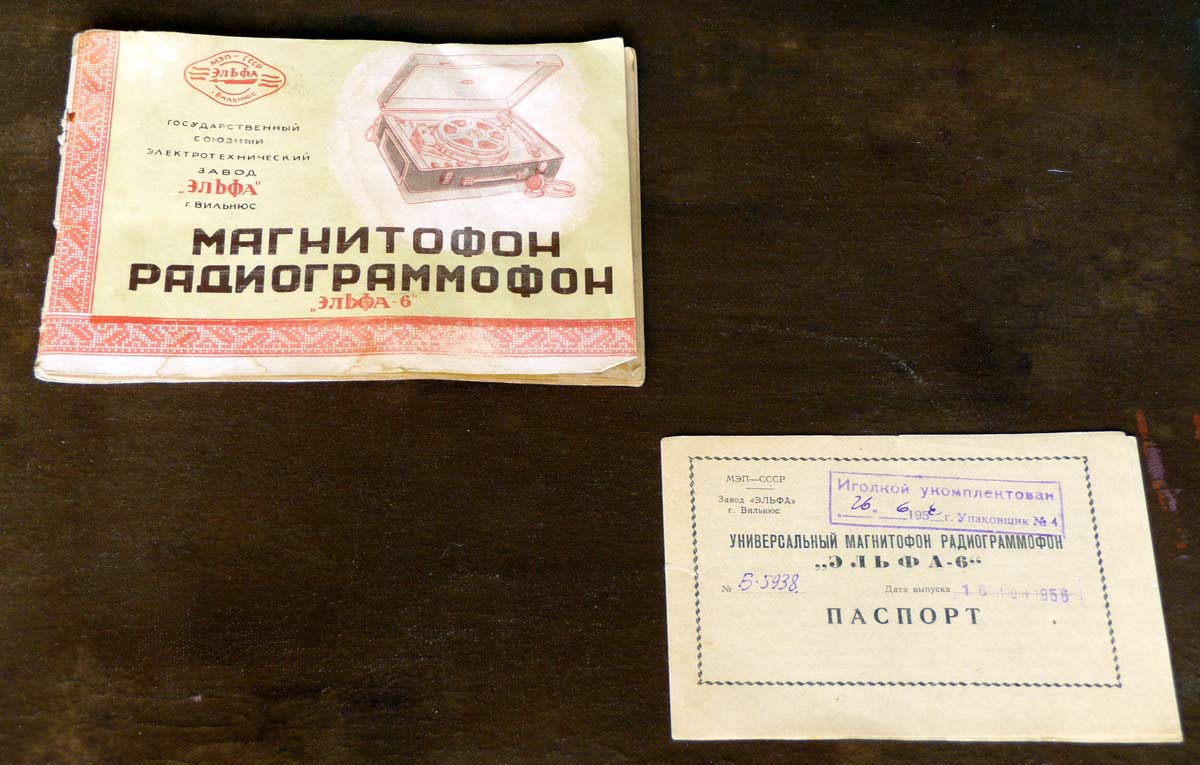 МЭП-СССР
ЭЛЬФА
г. ВИЛЬНЮС
ГОСУДАРСТВЕННЫЙ
СОЮЗНЫЙ
ЭЛЕКТРОТЕХНИЧЕСКИЙ
ЗАВОД
„ЭЛЬФА"
г. ВИЛЬНЮС
МАГНИТОФОН
РАДИОГРАММОФОН
„ЭЛЬФА-6"
МЭП—СССР
Завод «ЭЛЬФА»
г. Вильнюс
Иголкой укомплектован
26. 6 195 г. Упаковщик № 4
УНИВЕРСАЛЬНЫЙ МАГНИТОФОН РАДИОГРАММОФОН
„ЭЛЬФА-6“
№ Б-5938.
Дата выпуска 16 1956
ПАСПОРТ